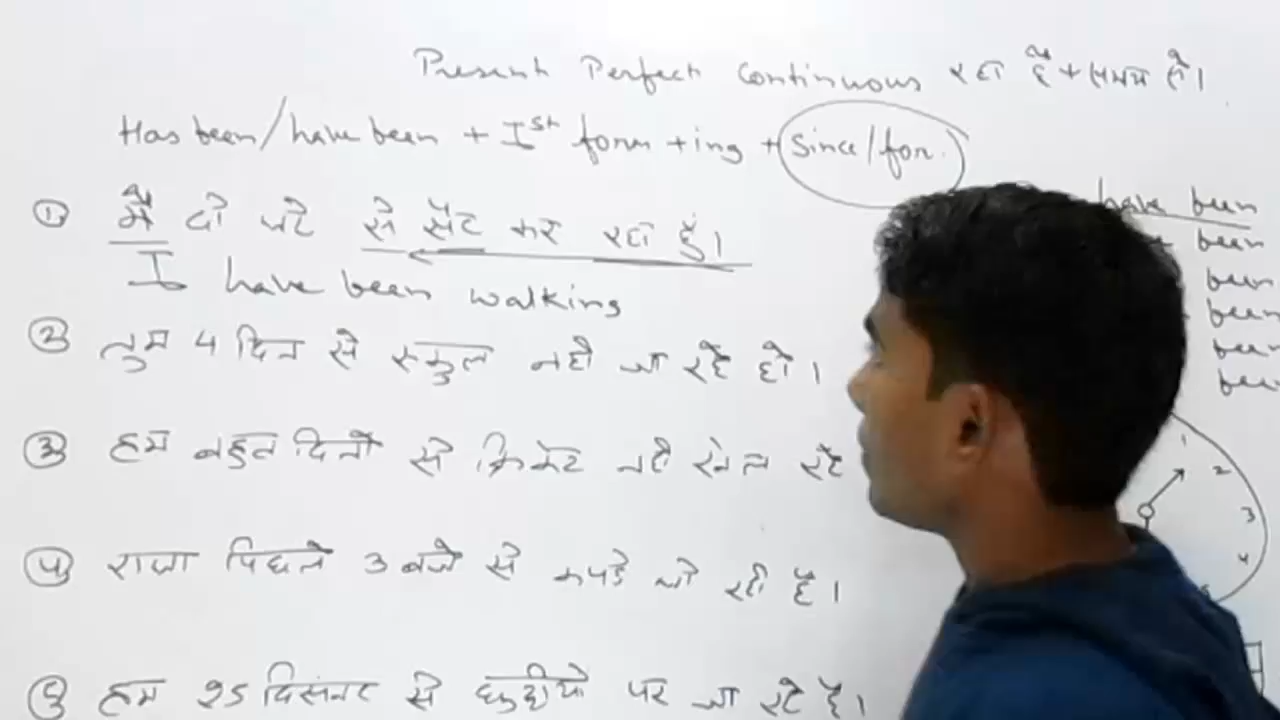 Present Perfect Continuous रहा है + समय से।
Has been/have been + Ist form + ing + since/for.
① मैं दो घंटे से सैर कर रहा हूं।
I have been walking
② तुम 4 दिन से स्कुल नही जा रहे हो।
③ हम बहुत दिनों से क्रिकेट नही खेल रहे
④ पिछले 3 बजे से कपडे धो रही है।
⑤ हम 25 दिसंबर से पर जा रहे है।
have been
been
been
been
been
1
2
3
4